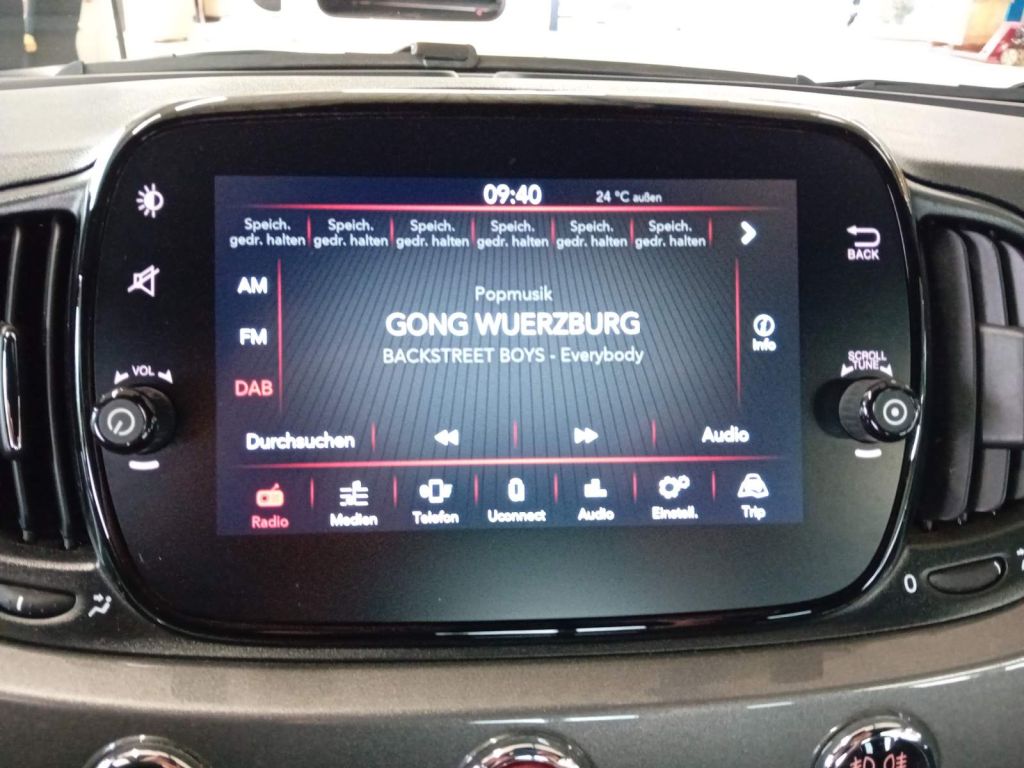 09:40
24 °C außen
Speich. gedr. halten
Speich. gedr. halten
Speich. gedr. halten
Speich. gedr. halten
Speich. gedr. halten
Speich. gedr. halten
BACK
AM
Popmusik
GONG WUERZBURG
FM
Info
BACKSTREET BOYS - Everybody
VOL
SCROLL
TUNE
DAB
Durchsuchen
Audio
Radio
Medien
Telefon
Uconnect
Audio
Einstell.
Trip
0